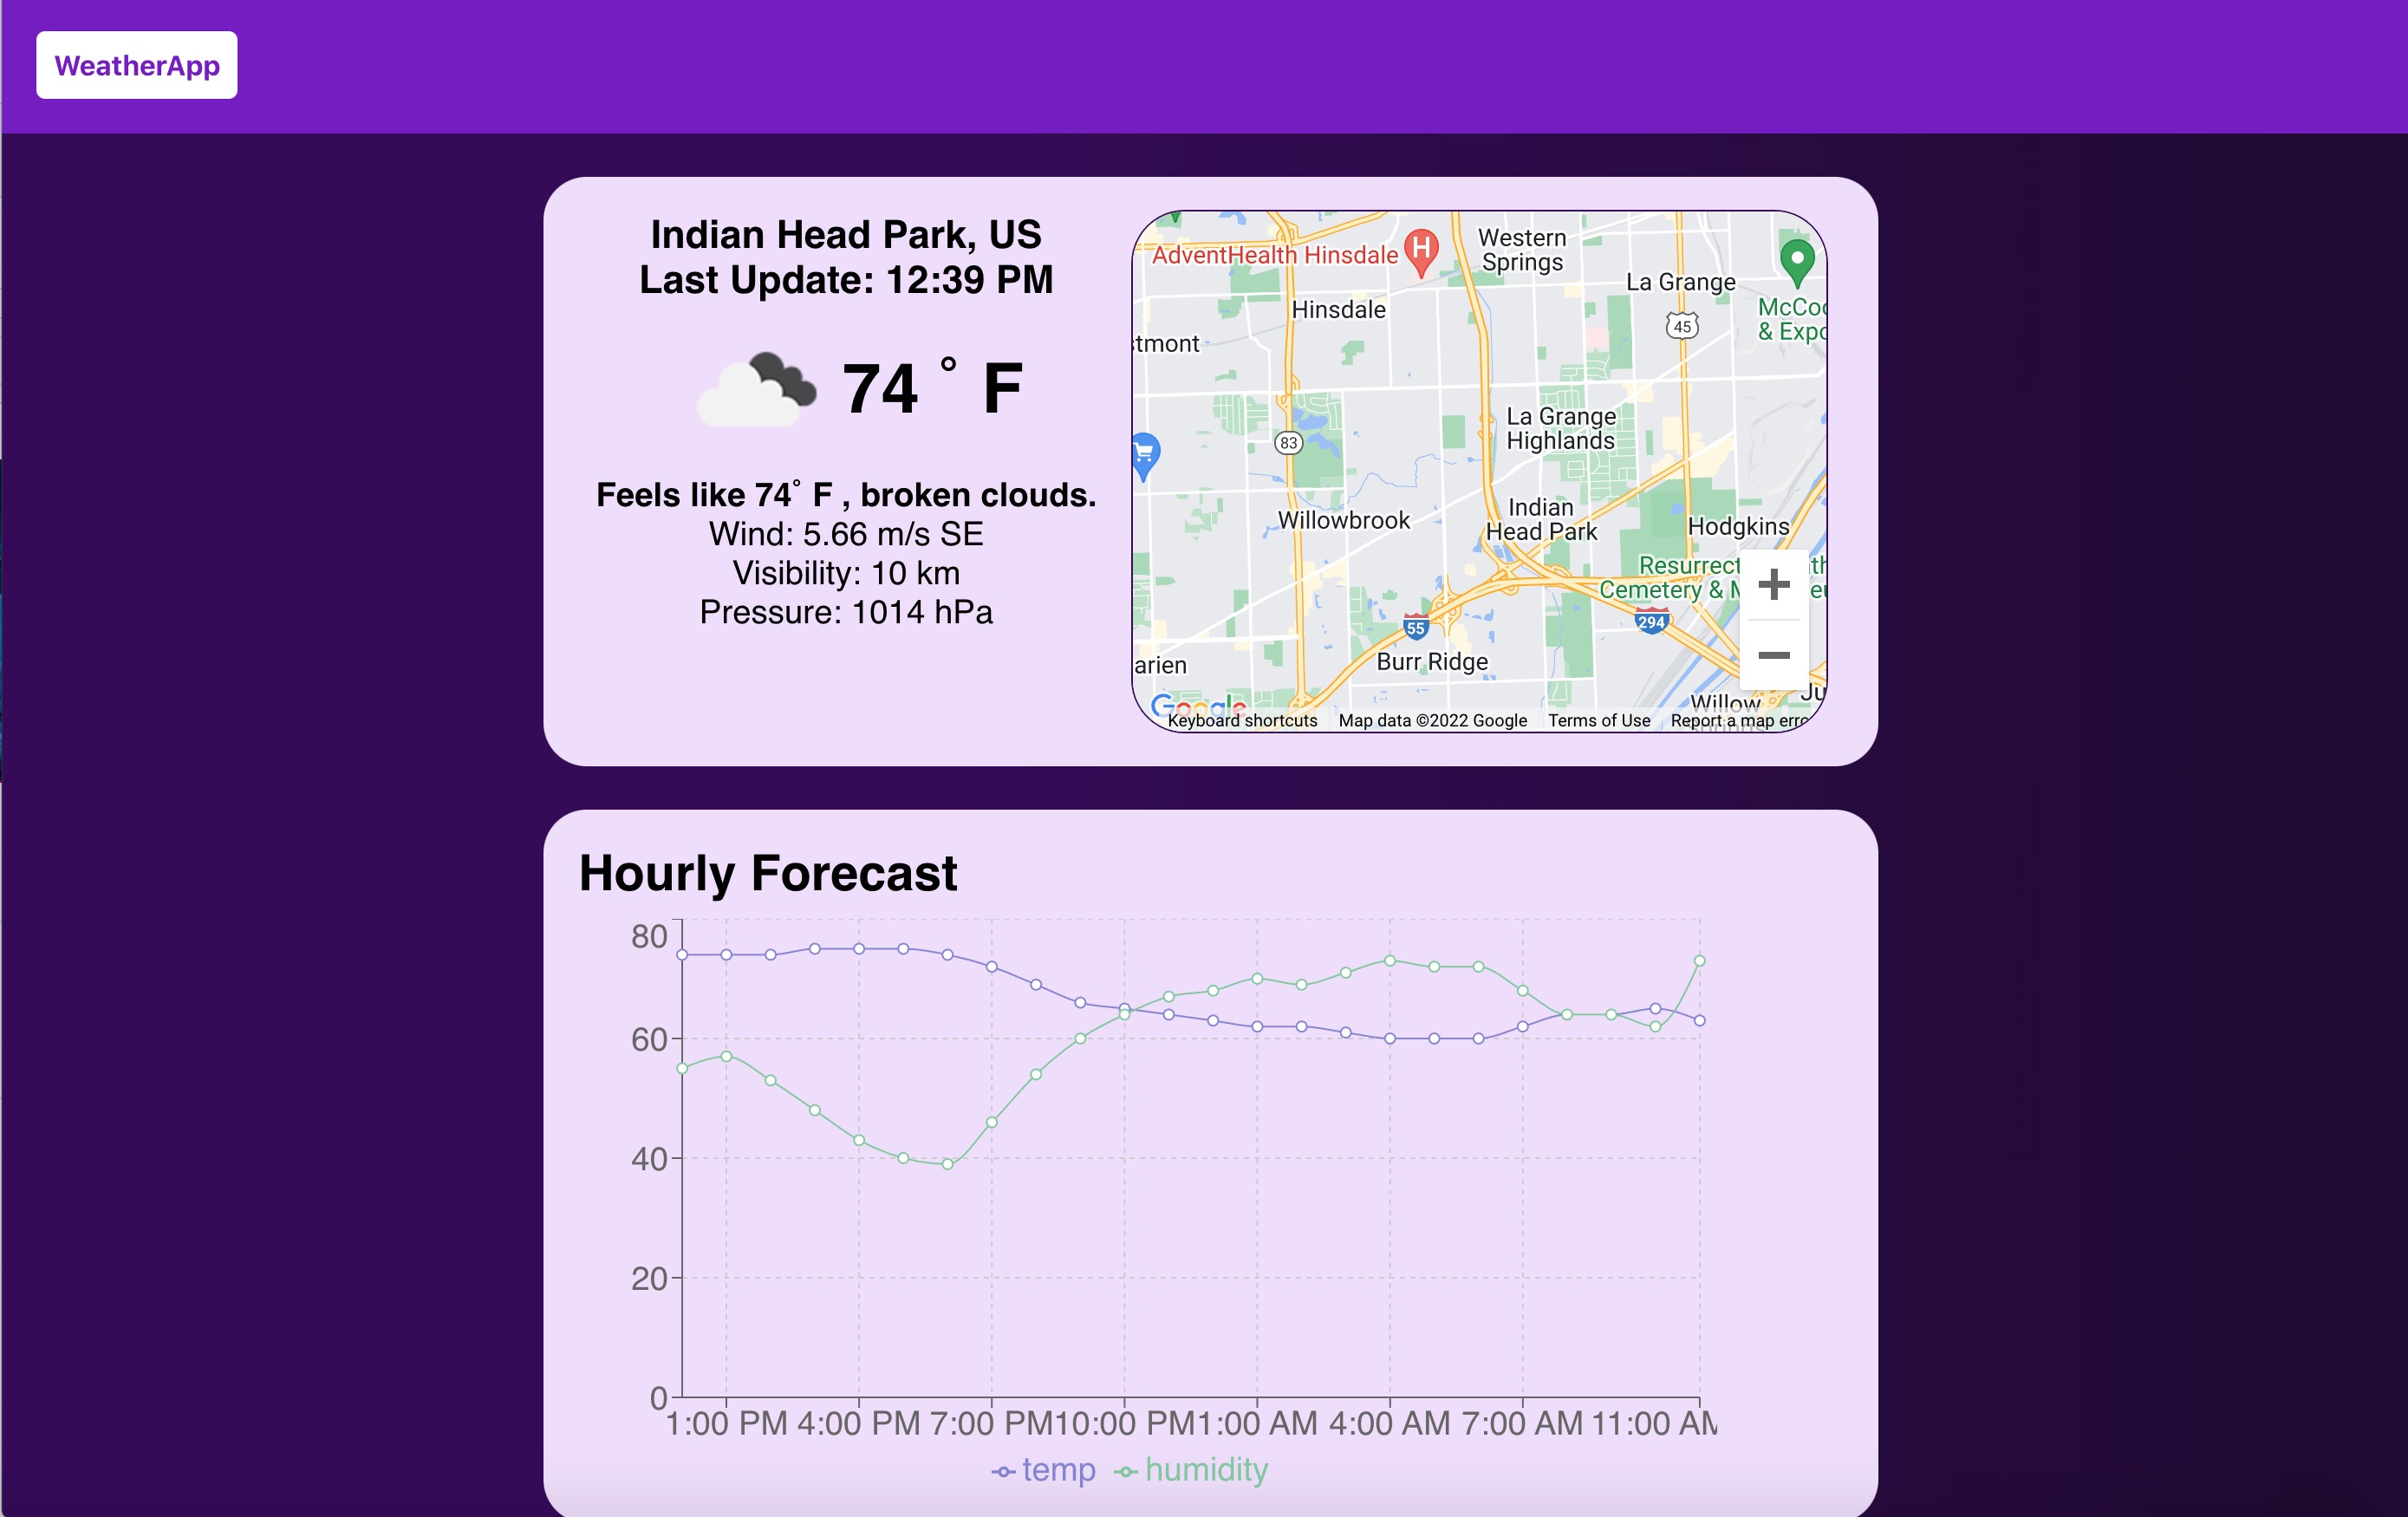 WeatherApp
Indian Head Park, US
Last Update: 12:39 PM
74 ° F
Feels like 74° F , broken clouds.
Wind: 5.66 m/s SE
Visibility: 10 km
Pressure: 1014 hPa
AdventHealth Hinsdale
H
Western
Springs
La Grange
Hinsdale
45
McCoo
& Expo
stmont
La Grange
Highlands
83
Indian
Head Park
Willowbrook
Hodgkins
Resurrect
Cemetery & M
55
294
arien
Burr Ridge
Willow
Ju
Google
Keyboard shortcuts
Map data ©2022 Google
Terms of Use
Report a map erro
Hourly Forecast
80
60
40
20
0
1:00 PM 4:00 PM 7:00 PM 10:00 PM 1:00 AM 4:00 AM 7:00 AM 11:00 AM
temp humidity